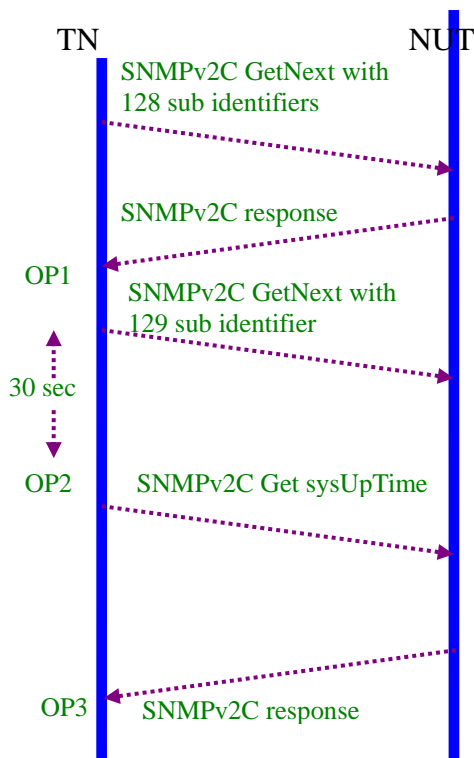 TN
NUT
SNMPv2C GetNext with
128 sub identifiers
SNMPv2C response
OP1
SNMPv2C GetNext with
129 sub identifier
30 sec
OP2
SNMPv2C Get sysUpTime
OP3
SNMPv2C response